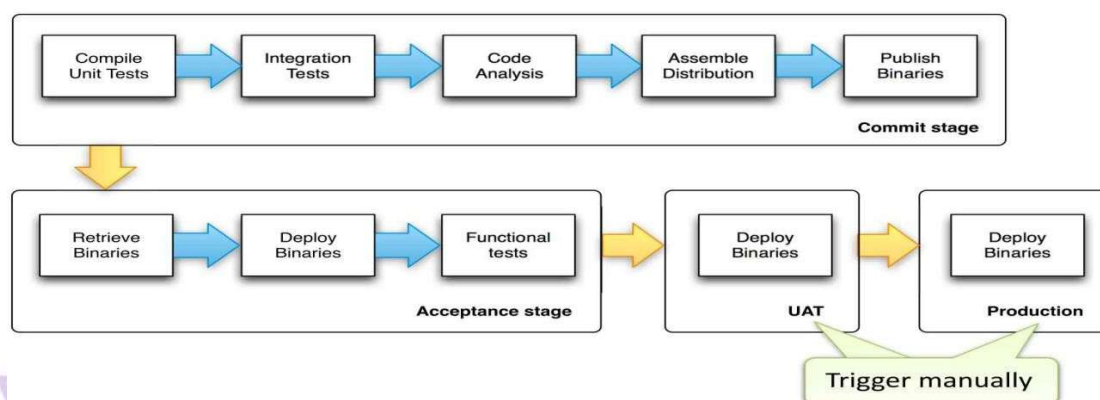 Compile
Unit Tests
Integration
Tests
Code
Analysis
Assemble
Distribution
Publish
Binaries
Commit stage
Retrieve
Binaries
Deploy
Binaries
Functional
tests
Acceptance stage
Deploy
Binaries
UAT
Deploy
Binaries
Production
Trigger manually